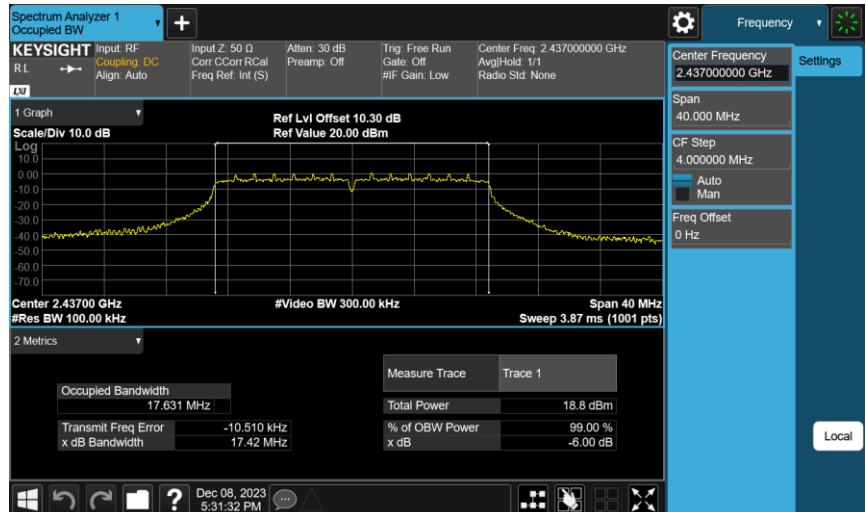 Spectrum Analyzer 1
Occupied BW
Frequency
KEYSIGHT
RL
LXI
Input: RF
Coupling: DC
Align: Auto
Input Z: 50 Ω
Corr CCorr RCal
Freq Ref: Int (S)
Atten: 30 dB
Preamp: Off
Trig: Free Run
Gate: Off
#IF Gain: Low
Center Freq: 2.437000000 GHz
Avg|Hold: 1/1
Radio Std: None
Center Frequency
2.437000000 GHz
Settings
Span
40.000 MHz
CF Step
4.000000 MHz
Auto
Man
Freq Offset
0 Hz
Local
1 Graph
Scale/Div 10.0 dB
Ref Lvl Offset 10.30 dB
Ref Value 20.00 dBm
Log
10.0
0.00
-10.0
-20.0
-30.0
-40.0
-50.0
-60.0
-70.0
Center 2.43700 GHz
#Video BW 300.00 kHz
Span 40 MHz
#Res BW 100.00 kHz
Sweep 3.87 ms (1001 pts)
2 Metrics
Measure Trace Trace 1
Occupied Bandwidth
17.631 MHz
Total Power 18.8 dBm
Transmit Freq Error -10.510 kHz
% of OBW Power 99.00 %
x dB Bandwidth 17.42 MHz
x dB -6.00 dB
?
Dec 08, 2023
5:31:32 PM